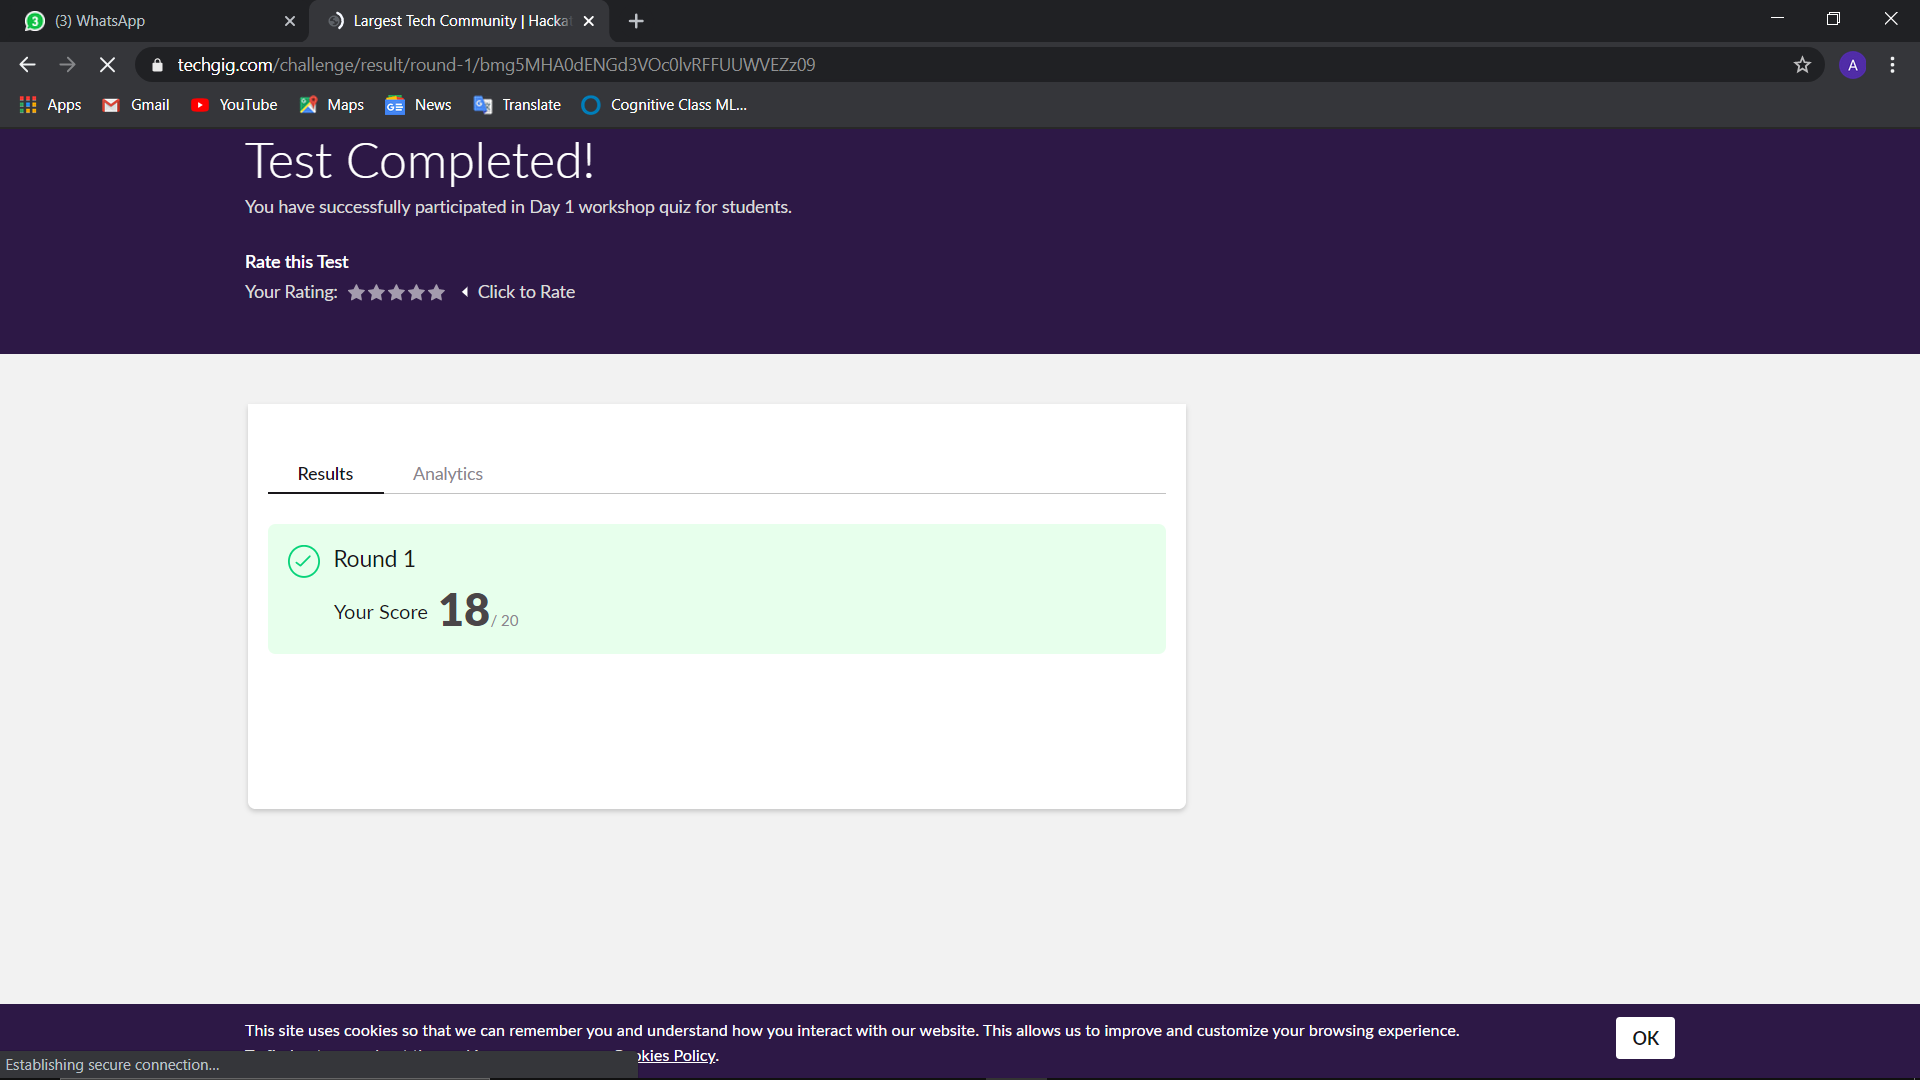 (3) WhatsApp
Largest Tech Community | Hacka
techgig.com/challenge/result/round-1/bmg5MHA0dENGd3VOc0lvRFFUUWVEZz09
A
Apps Gmail YouTube Maps News Translate Cognitive Class ML...
Test Completed!
You have successfully participated in Day 1 workshop quiz for students.
Rate this Test
Your Rating: Click to Rate
Results Analytics
Round 1
Your Score 18 / 20
This site uses cookies so that we can remember you and understand how you interact with our website. This allows us to improve and customize your browsing experience.
OK
okies Policy.
Establishing secure connection...